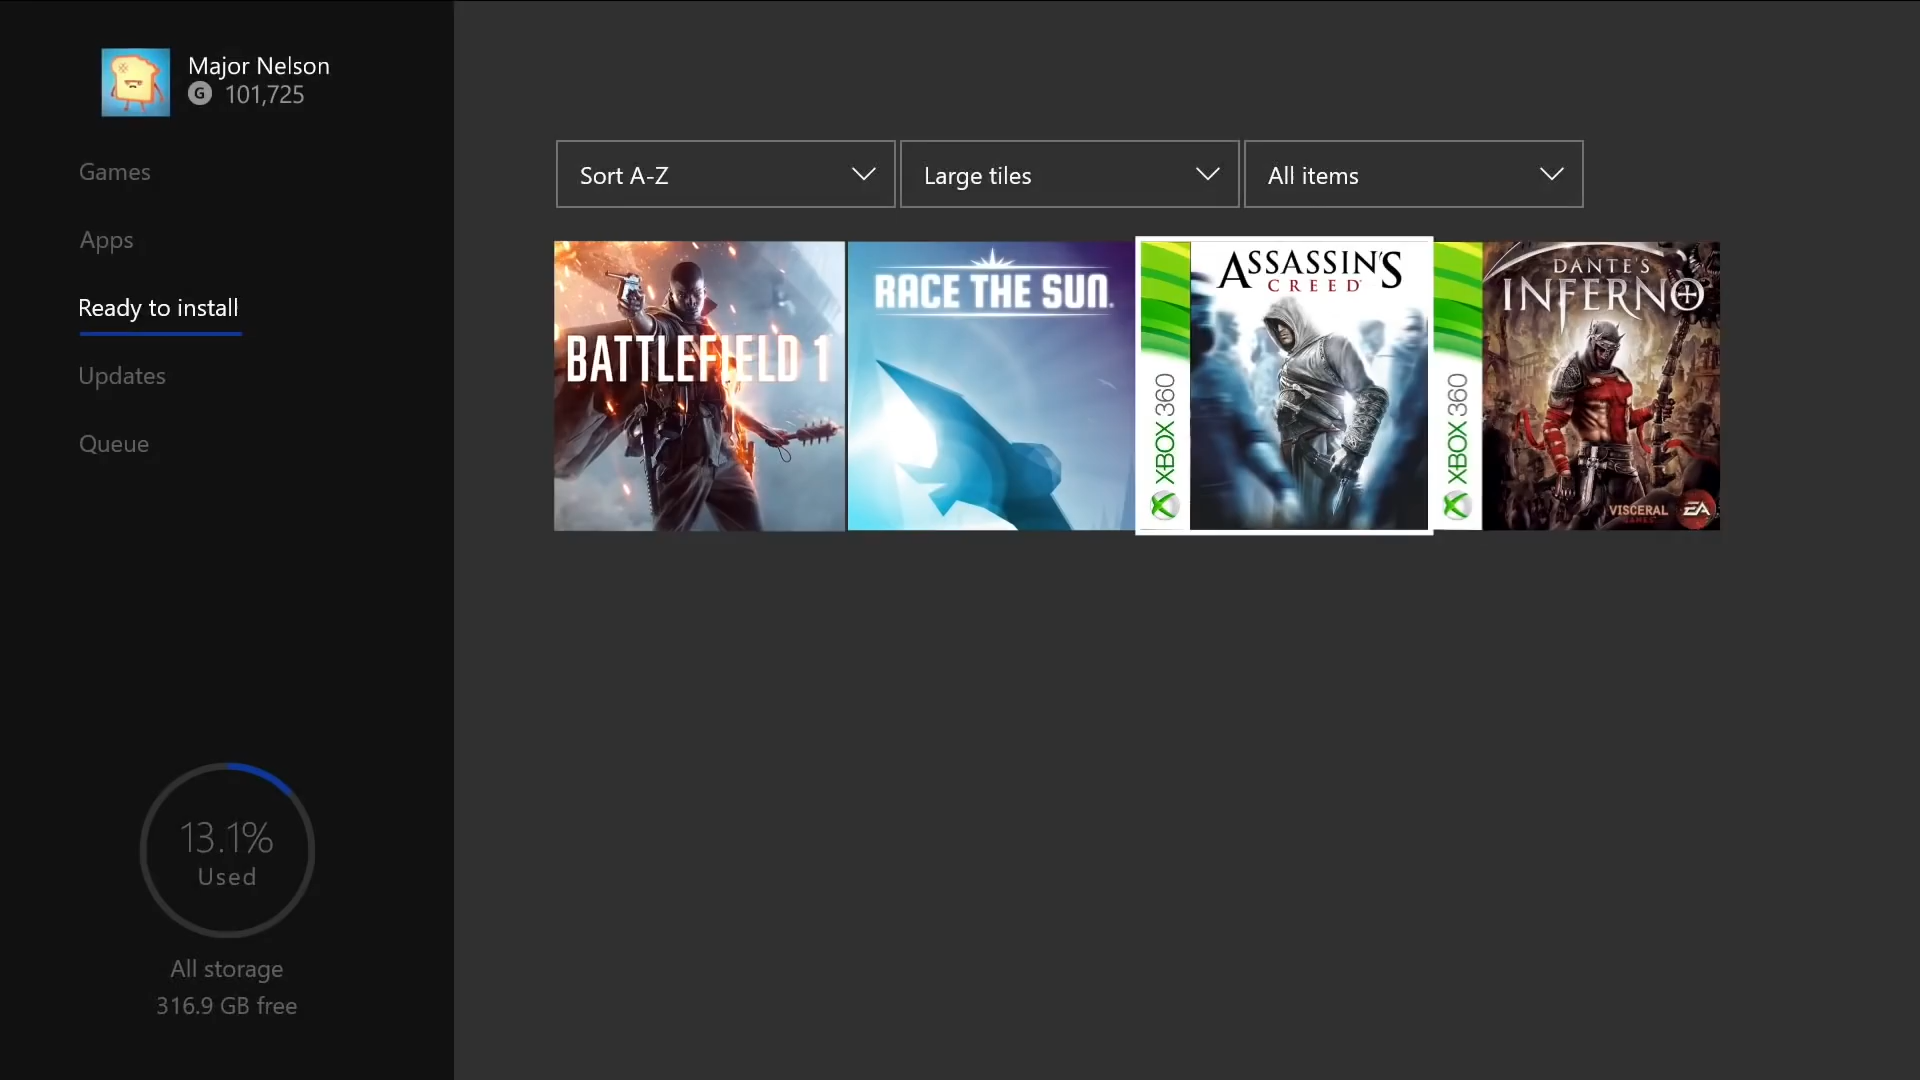 Major Nelson
G 101,725
Games
Apps
Ready to install
Updates
Queue
13.1%
Used
All storage
316.9 GB free
Sort A-Z
Large tiles
All items
BATTLEFIELD 1
RACE THE SUN.
XBOX 360
ASSASSIN'S
CREED
XBOX 360
DANTE'S
INFERNO
VISCERAL
GAMES
EA